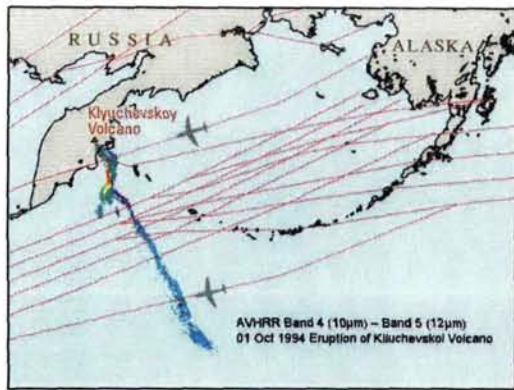 RUSSIA
ALASKA
Klyuchevskoy
Volcano
AVHRR Band 4 (10µm) – Band 5 (12µm)
01 Oct 1994 Eruption of Kliuchevskoi Volcano